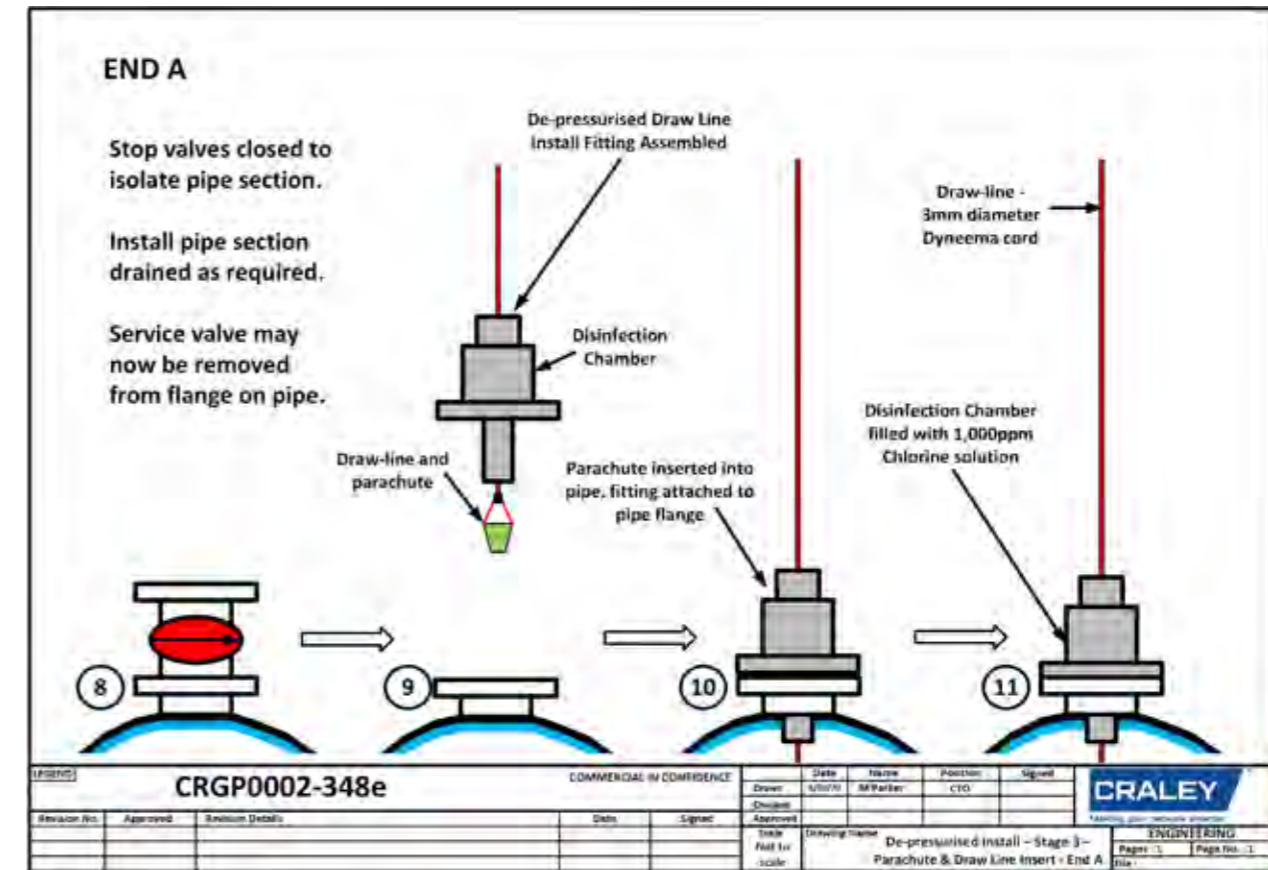 END A
Stop valves closed to
isolate pipe section.
Install pipe section
drained as required.
Service valve may
now be removed
from flange on pipe.
De-pressurised Draw Line
Install Fitting Assembled
Disinfection
Chamber
Draw-line and
parachute
Parachute inserted into
pipe, fitting attached to
pipe flange
Draw-line -
3mm diameter
Dyneema cord
Disinfection Chamber
filled with 1,000ppm
Chlorine solution
8
9
10
11
LEGEND
CRGP0002-348e
COMMERCIAL IN CONFIDENCE
Date Name Position Signed
Drawn M Parker CTO
Checked
Approved
Revision No. Approved Revision Details Date Signed
Scale
Not to
scale
Drawing Name
De-pressurised Install – Stage 3 –
Parachute & Draw Line Insert - End A
CRALEY
ENGINEERING
Pages : 1 Page No. : 1
File :